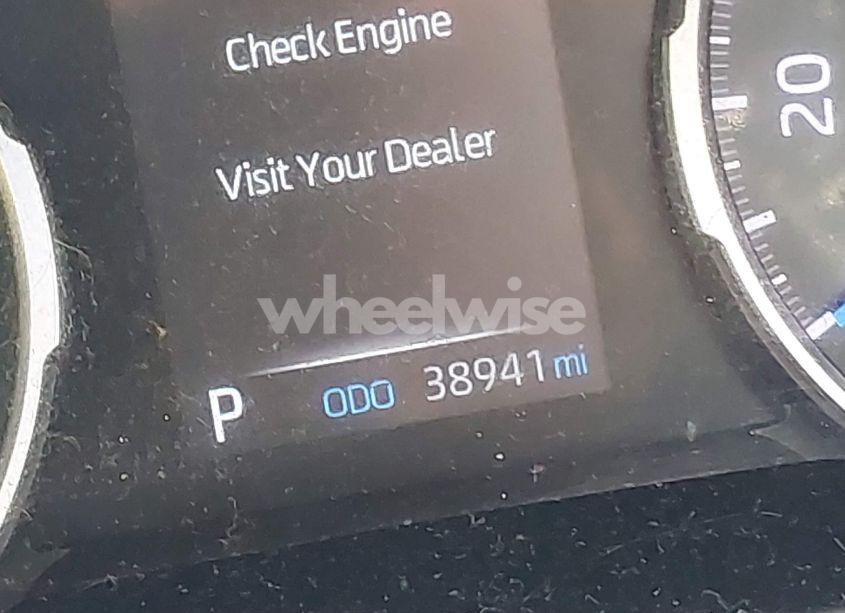 Check Engine
Visit Your Dealer
20
wheelwise
P ODO 38941 mi